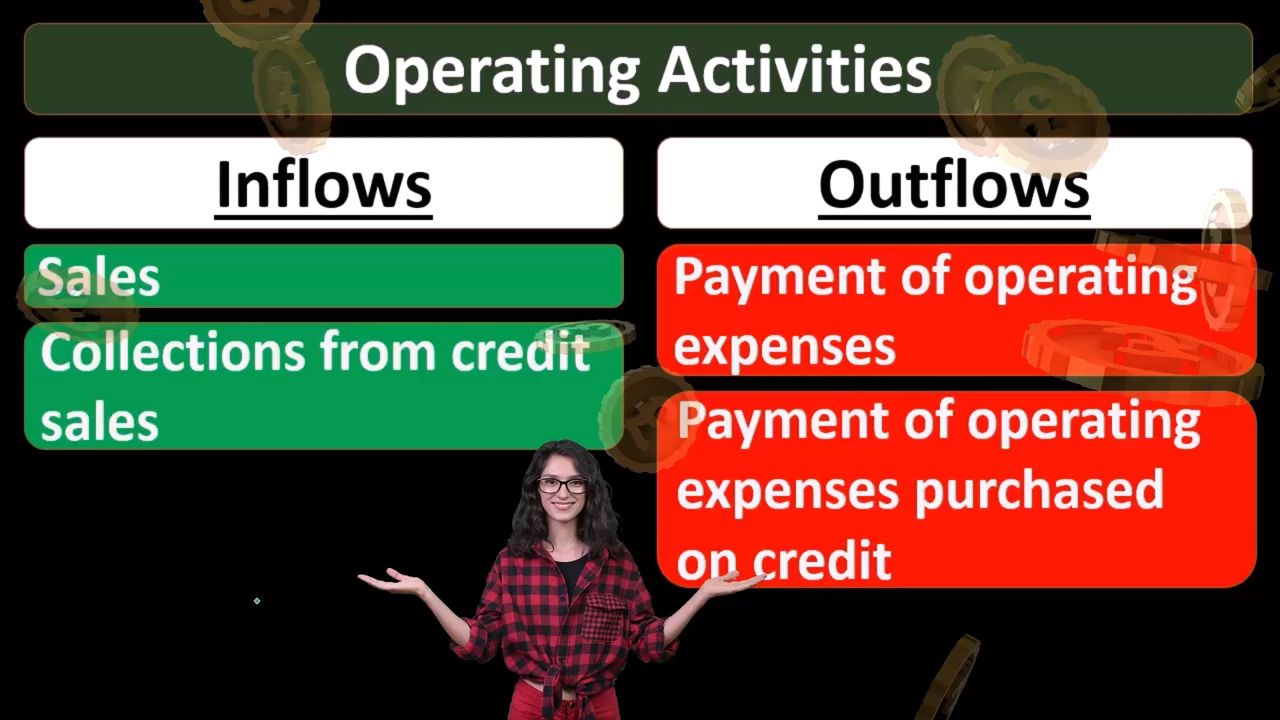 Operating Activities
Inflows
Outflows
Sales
Collections from credit
sales
Payment of operating
expenses
Payment of operating
expenses purchased
on credit